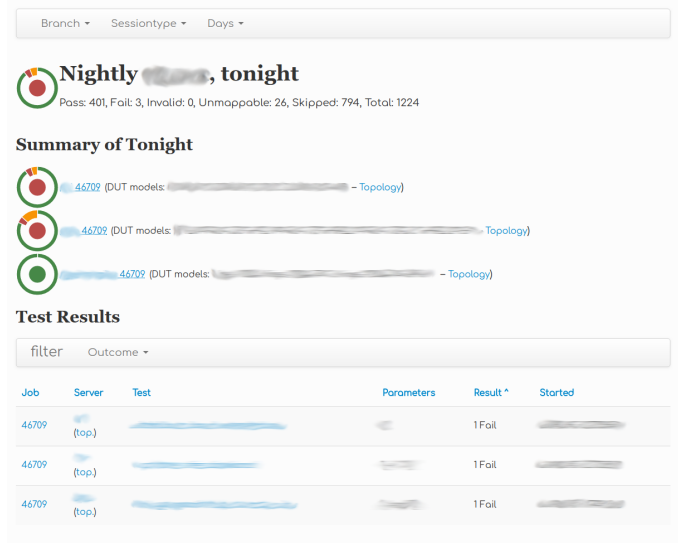 Branch Sessiontype Days
Nightly , tonight
Pass: 401, Fail: 3, Invalid: 0, Unmappable: 26, Skipped: 794, Total: 1224
Summary of Tonight
46709 (DUT models: – Topology)
46709 (DUT models: Topology)
46709 (DUT models: – Topology)
Test Results
filter Outcome
Job Server Test Parameters Result ^ Started
46709 (top.) 1 Fail
46709 (top.) 1 Fail
46709 (top.) 1 Fail